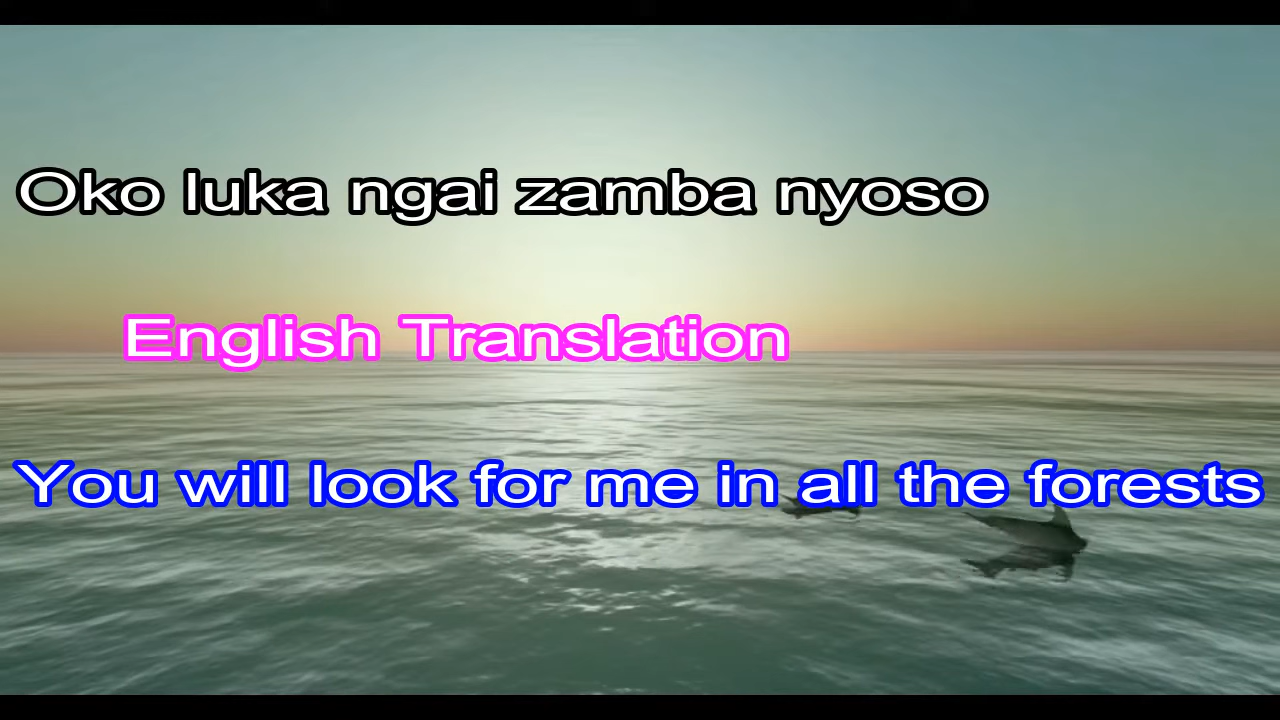 Oko luka ngai zamba nyoso
English Translation
You will look for me in all the forests